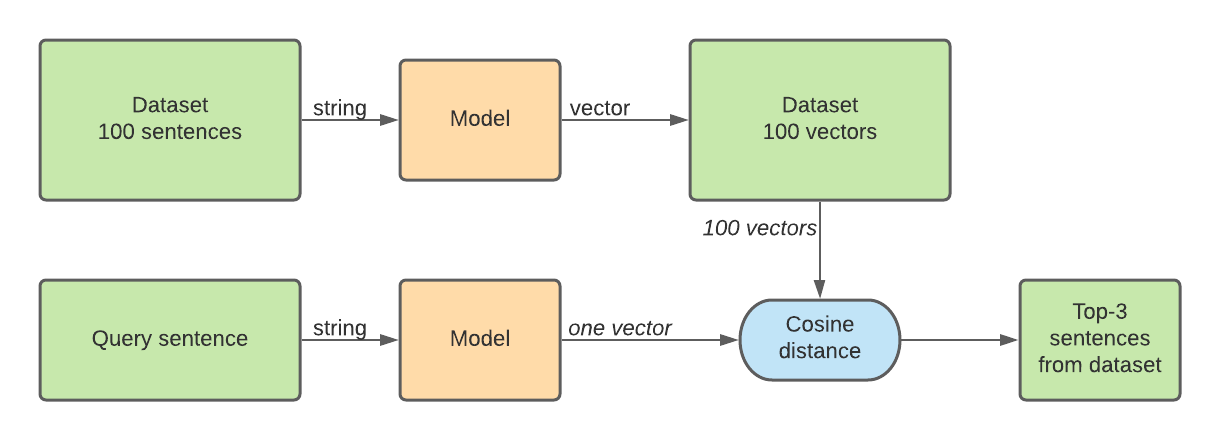 Dataset
100 sentences
string
Model
vector
Dataset
100 vectors
100 vectors
Query sentence
string
Model
one vector
Cosine
distance
Top-3
sentences
from dataset